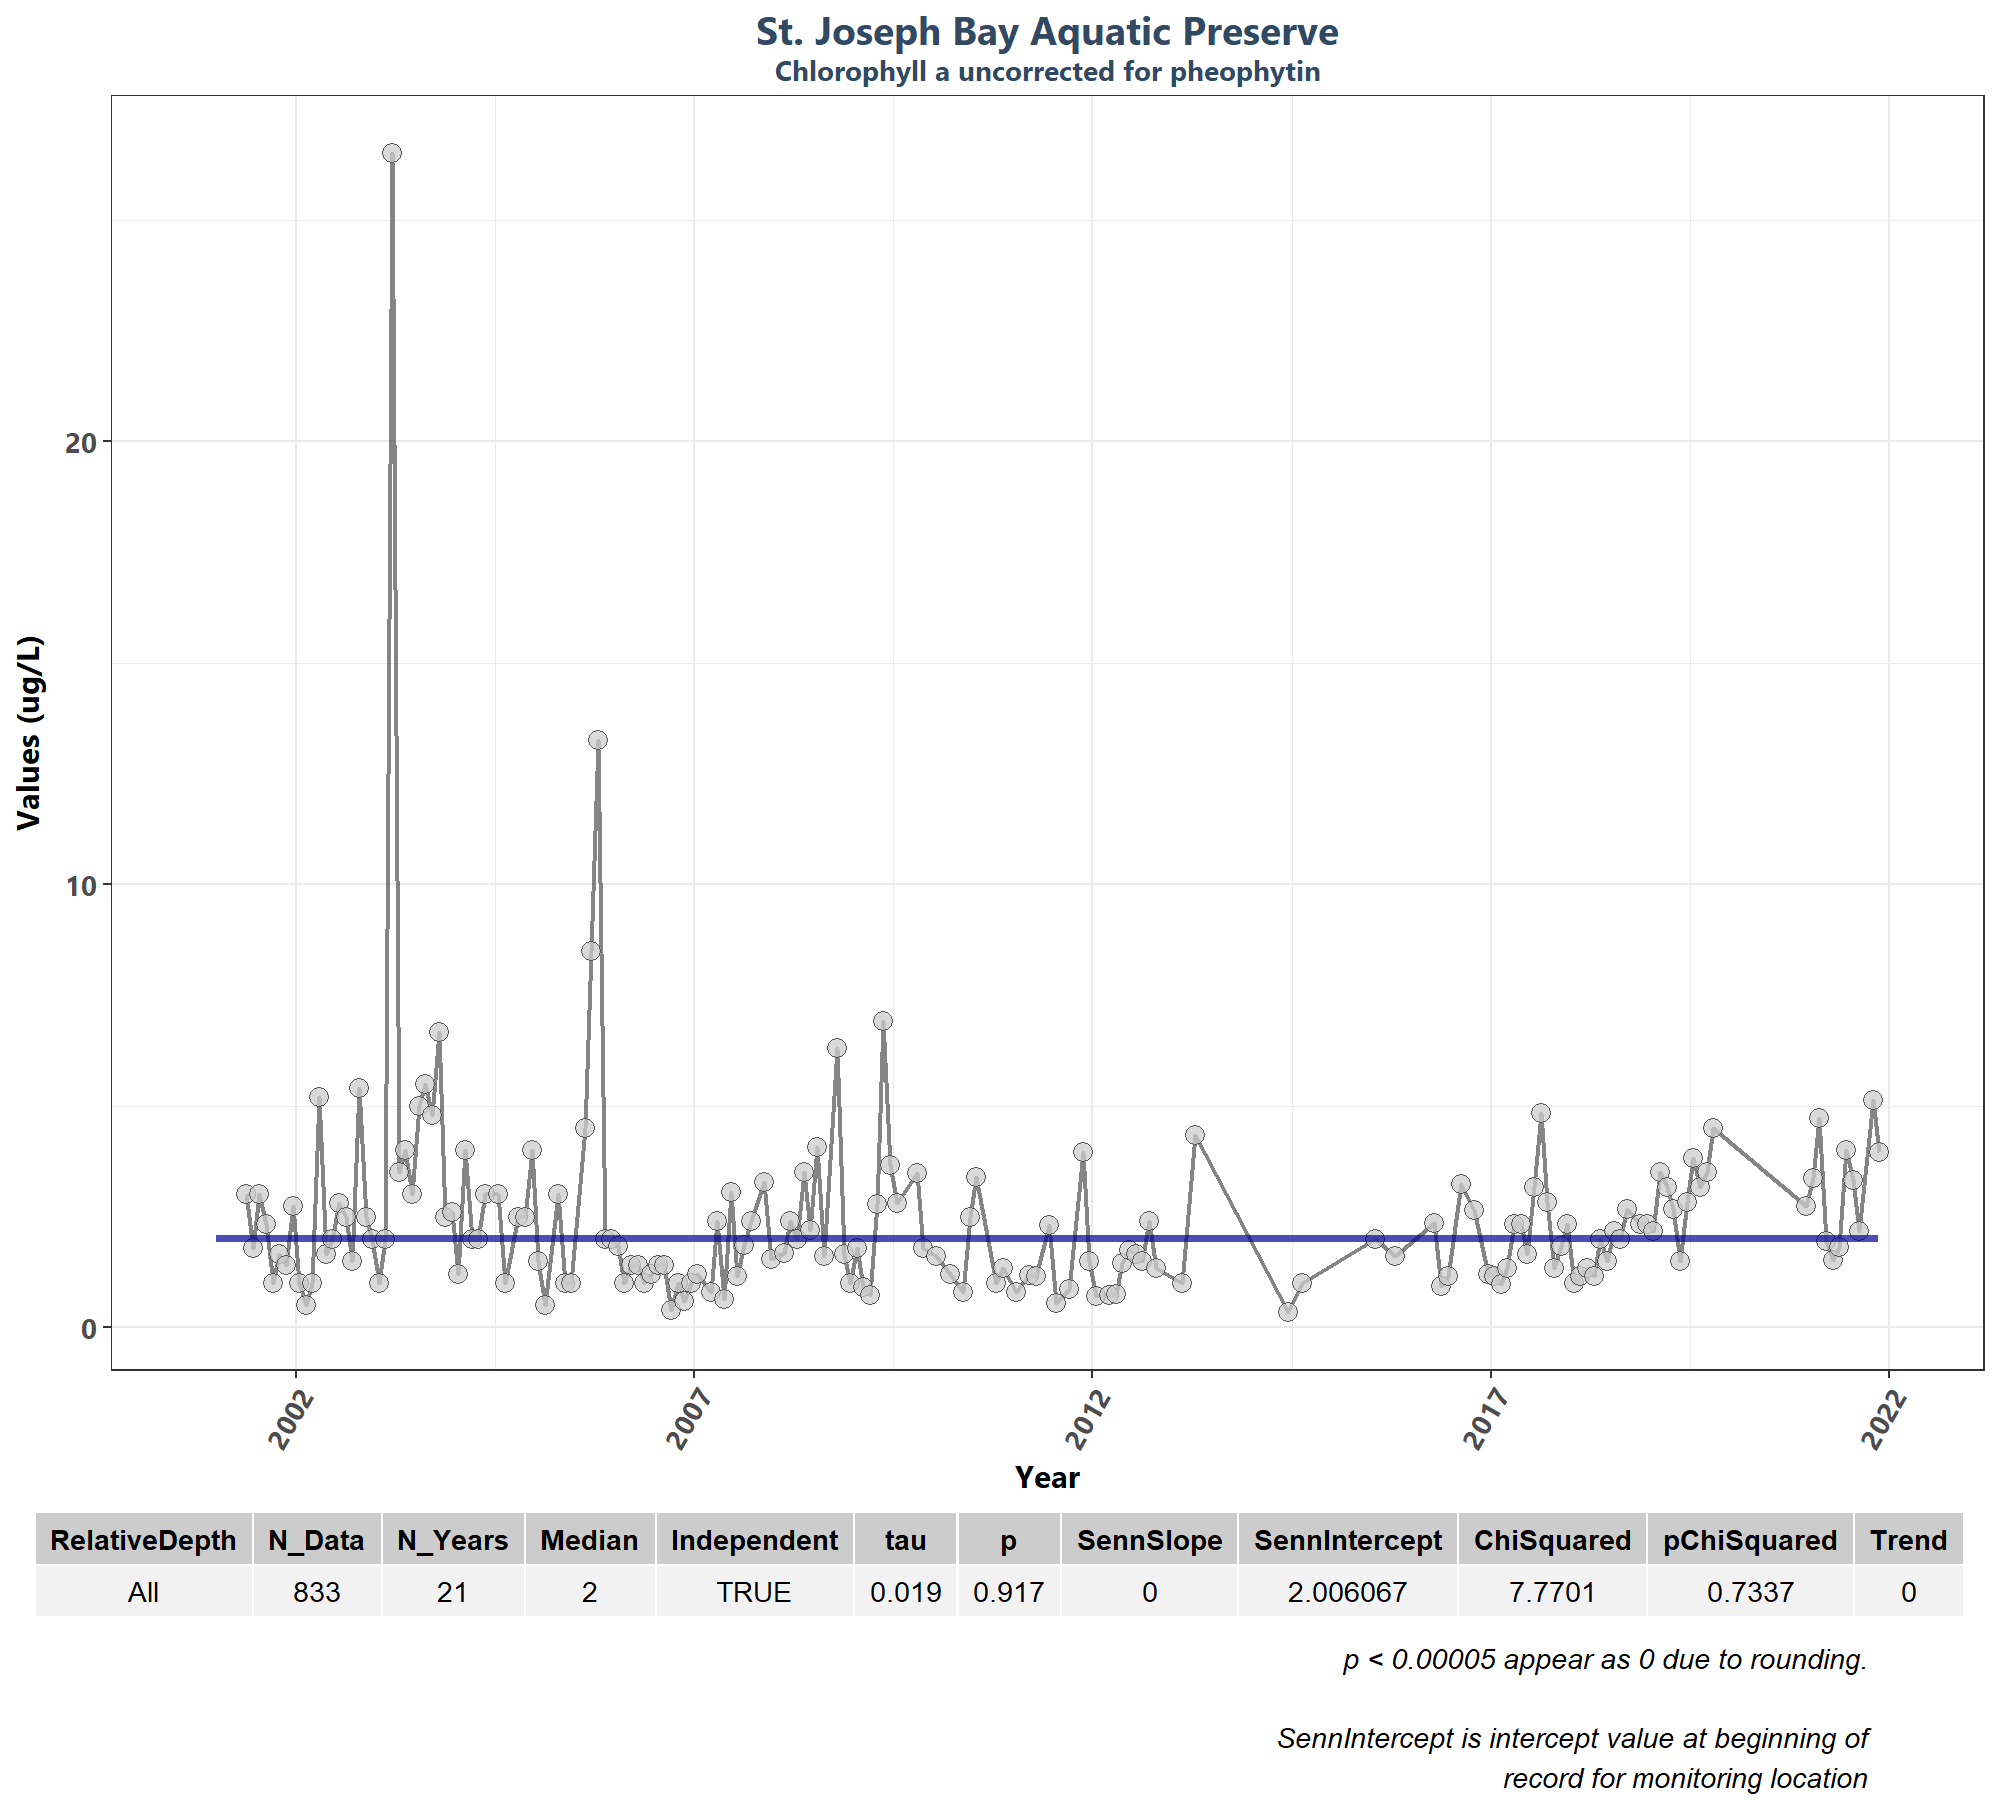 St. Joseph Bay Aquatic Preserve
Chlorophyll a uncorrected for pheophytin
Values (ug/L)
20
10
0
2002 2007 2012 2017 2022
Year
RelativeDepth N_Data N_Years Median Independent tau p SennSlope SennIntercept ChiSquared pChiSquared Trend
All 833 21 2 TRUE 0.019 0.917 0 2.006067 7.7701 0.7337 0
p < 0.00005 appear as 0 due to rounding.
SennIntercept is intercept value at beginning of
record for monitoring location